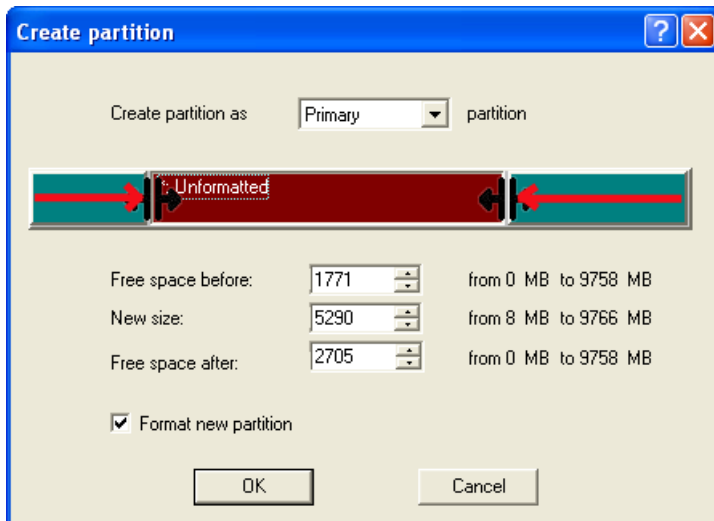 Create partition
Create partition as Primary partition
*: Unformatted
Free space before: 1771 from 0 MB to 9758 MB
New size: 5290 from 8 MB to 9766 MB
Free space after: 2705 from 0 MB to 9758 MB
Format new partition
OK Cancel